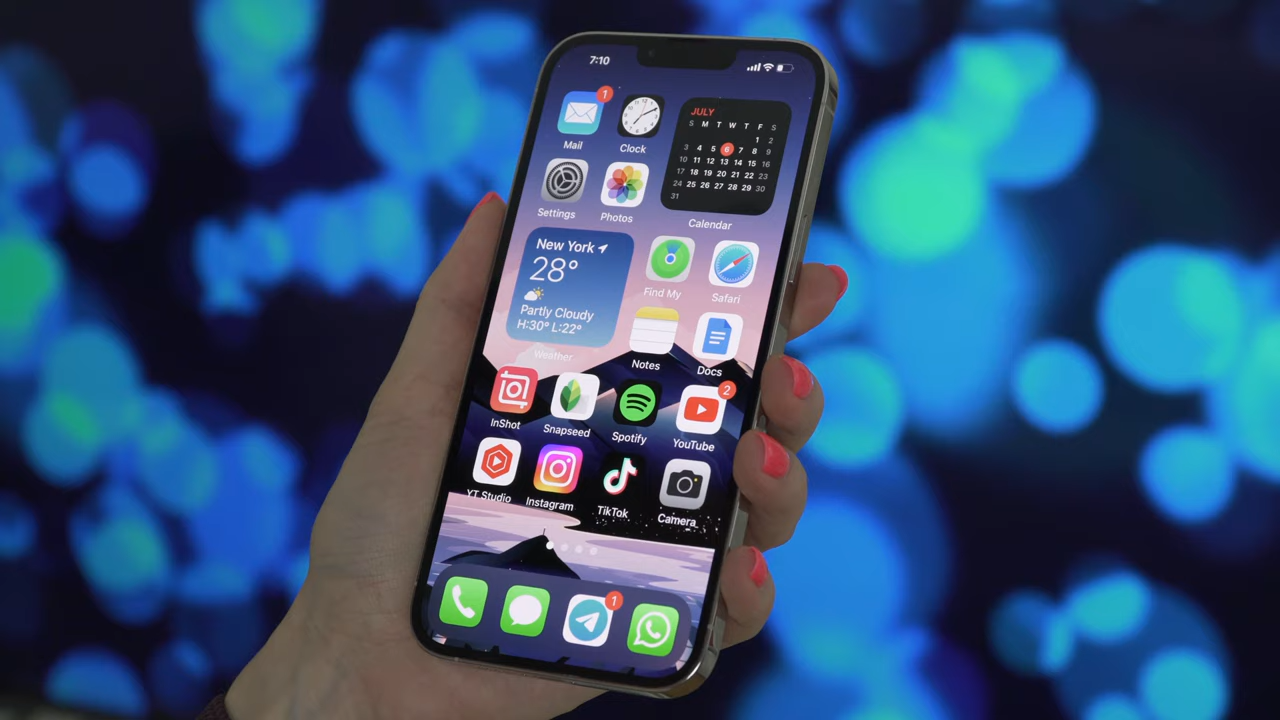 7:10
1
Mail
Clock
JULY
S M T W T F S
1 2
3 4 5 6 7 8 9
10 11 12 13 14 15 16
17 18 19 20 21 22 23
24 25 26 27 28 29 30
31
Calendar
Settings
Photos
New York
28°
Partly Cloudy
H:30° L:22°
Weather
Find My
Safari
Notes
Docs
InShot
Snapseed
Spotify
2
YouTube
YT Studio
Instagram
TikTok
Camera
1